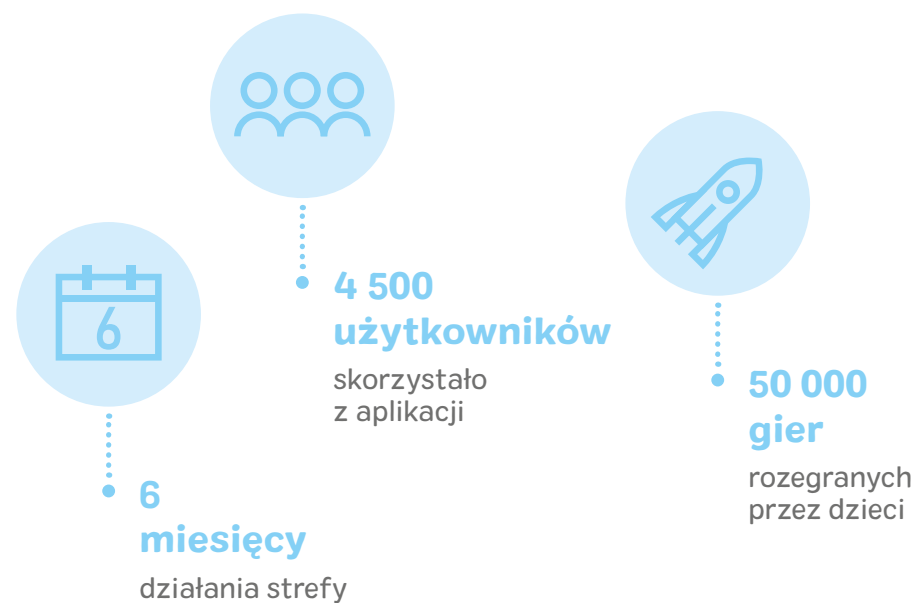 6
4 500
użytkowników
skorzystało
z aplikacji
50 000
gier
rozegranych
przez dzieci
6
miesięcy
działania strefy